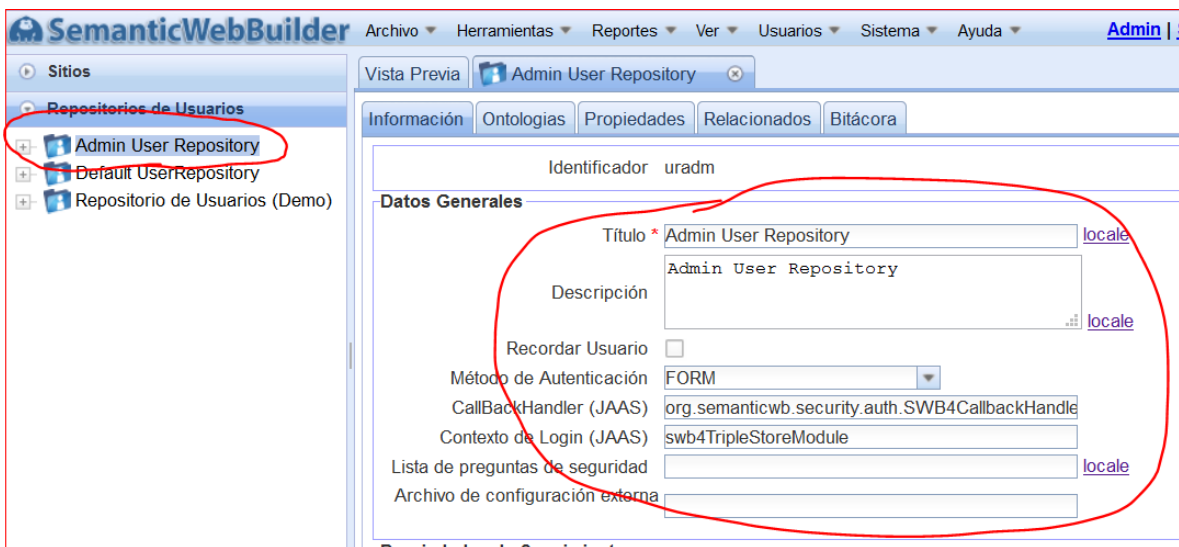 SemanticWebBuilder Archivo Herramientas Reportes Ver Usuarios Sistema Ayuda Admin |
Sitios
Repositorios de Usuarios
Admin User Repository
Default UserRepository
Repositorio de Usuarios (Demo)
Vista Previa Admin User Repository
Información Ontologias Propiedades Relacionados Bitácora
Identificador uradm
Datos Generales
Título * Admin User Repository locale
Descripción Admin User Repository locale
Recordar Usuario
Método de Autenticación FORM
CallBackHandler (JAAS) org.semanticwb.security.auth.SWB4CallbackHandle
Contexto de Login (JAAS) swb4TripleStoreModule
Lista de preguntas de seguridad locale
Archivo de configuración externa